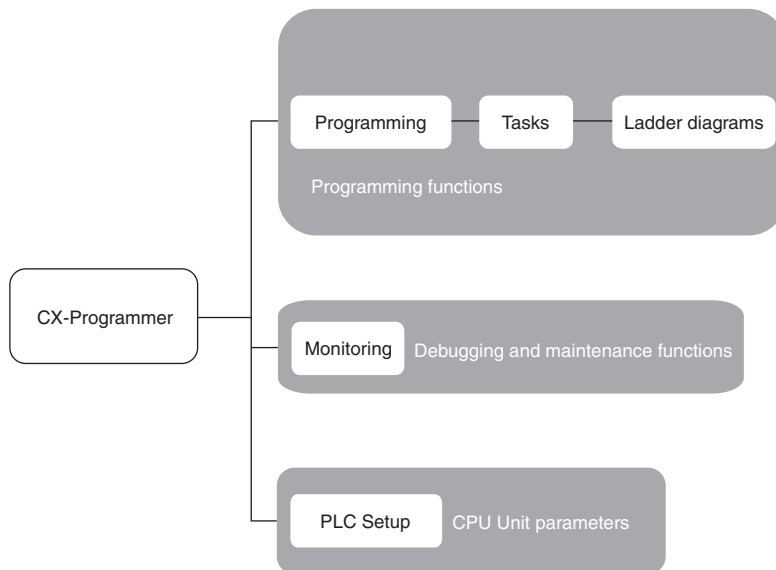 Programming
Tasks
Ladder diagrams
Programming functions
CX-Programmer
Monitoring
Debugging and maintenance functions
PLC Setup
CPU Unit parameters